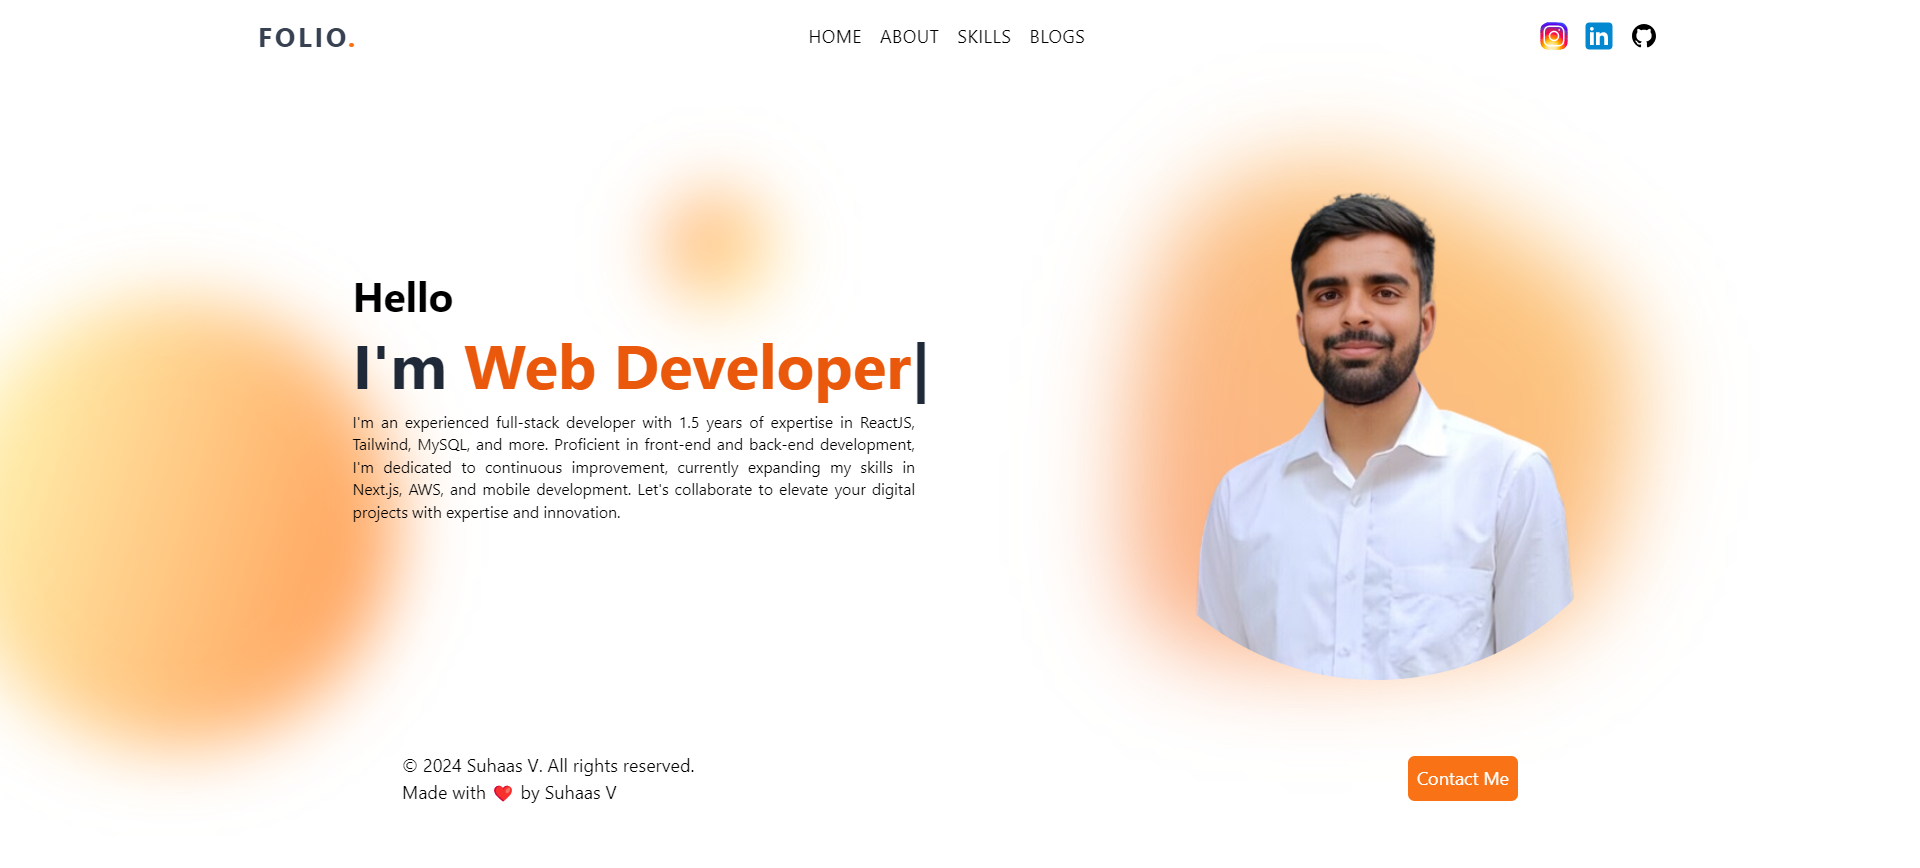 FOLIO.
HOME ABOUT SKILLS BLOGS
in
Hello
I'm Web Developer|
I'm an experienced full-stack developer with 1.5 years of expertise in ReactJS,
Tailwind, MySQL, and more. Proficient in front-end and back-end development,
I'm dedicated to continuous improvement, currently expanding my skills in
Next.js, AWS, and mobile development. Let's collaborate to elevate your digital
projects with expertise and innovation.
© 2024 Suhaas V. All rights reserved.
Made with ❤️ by Suhaas V
Contact Me